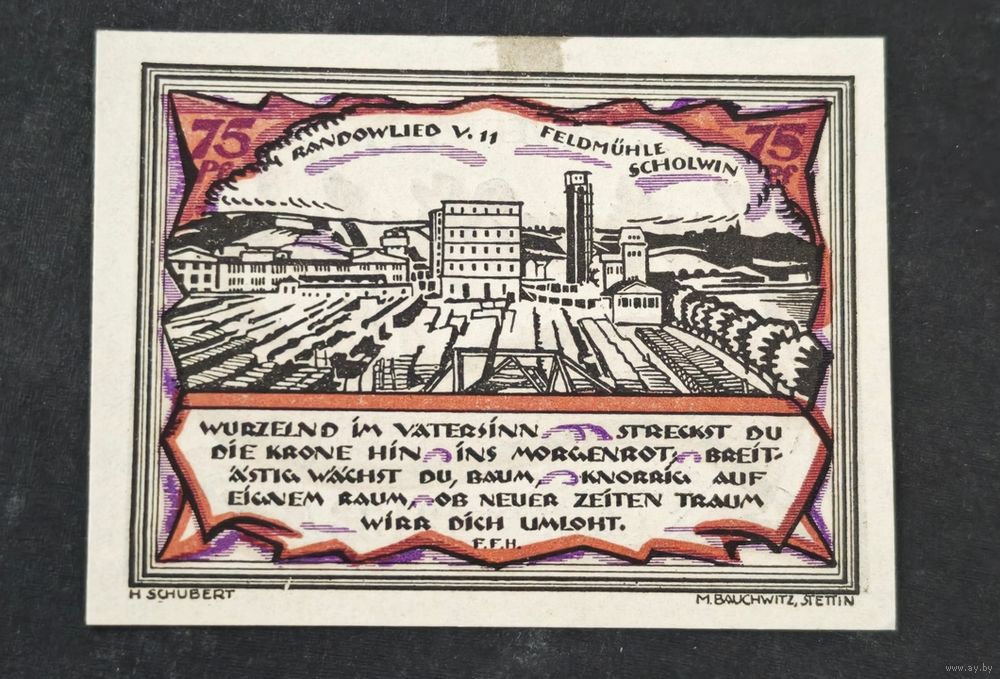 75 Pf
75 Pf
RANDOWLIED V. 11
FELDMÜHLE
SCHOLWIN
WURZELND IM VATERSINN STRECKST DU
DIE KRONE HIN INS MORGENROT; BREIT-
ÄSTIG WÄCHST DU, BAUM, KNORRIG AUF
EIGNEM RAUM, OB NEUER ZEITEN TRAUM
WIRR DICH UMLOHT.
F.F.H.
H SCHUBERT
M. BAUCHWITZ, STETTIN
www.ay.by